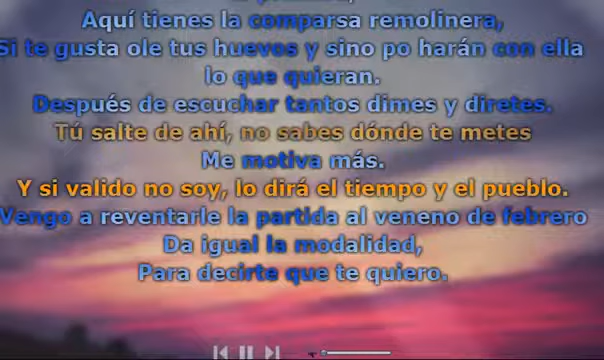 Aquí tienes la comparsa remolinera,
Si te gusta ole tus huevos y sino po harán con ella
lo que quieran.
Después de escuchar tantos dimes y diretes.
Tú salte de ahí, no sabes dónde te metes
Me motiva más.
Y si valido no soy, lo dirá el tiempo y el pueblo.
Vengo a reventarle la partida al veneno de febrero
Da igual la modalidad,
Para decirte que te quiero.